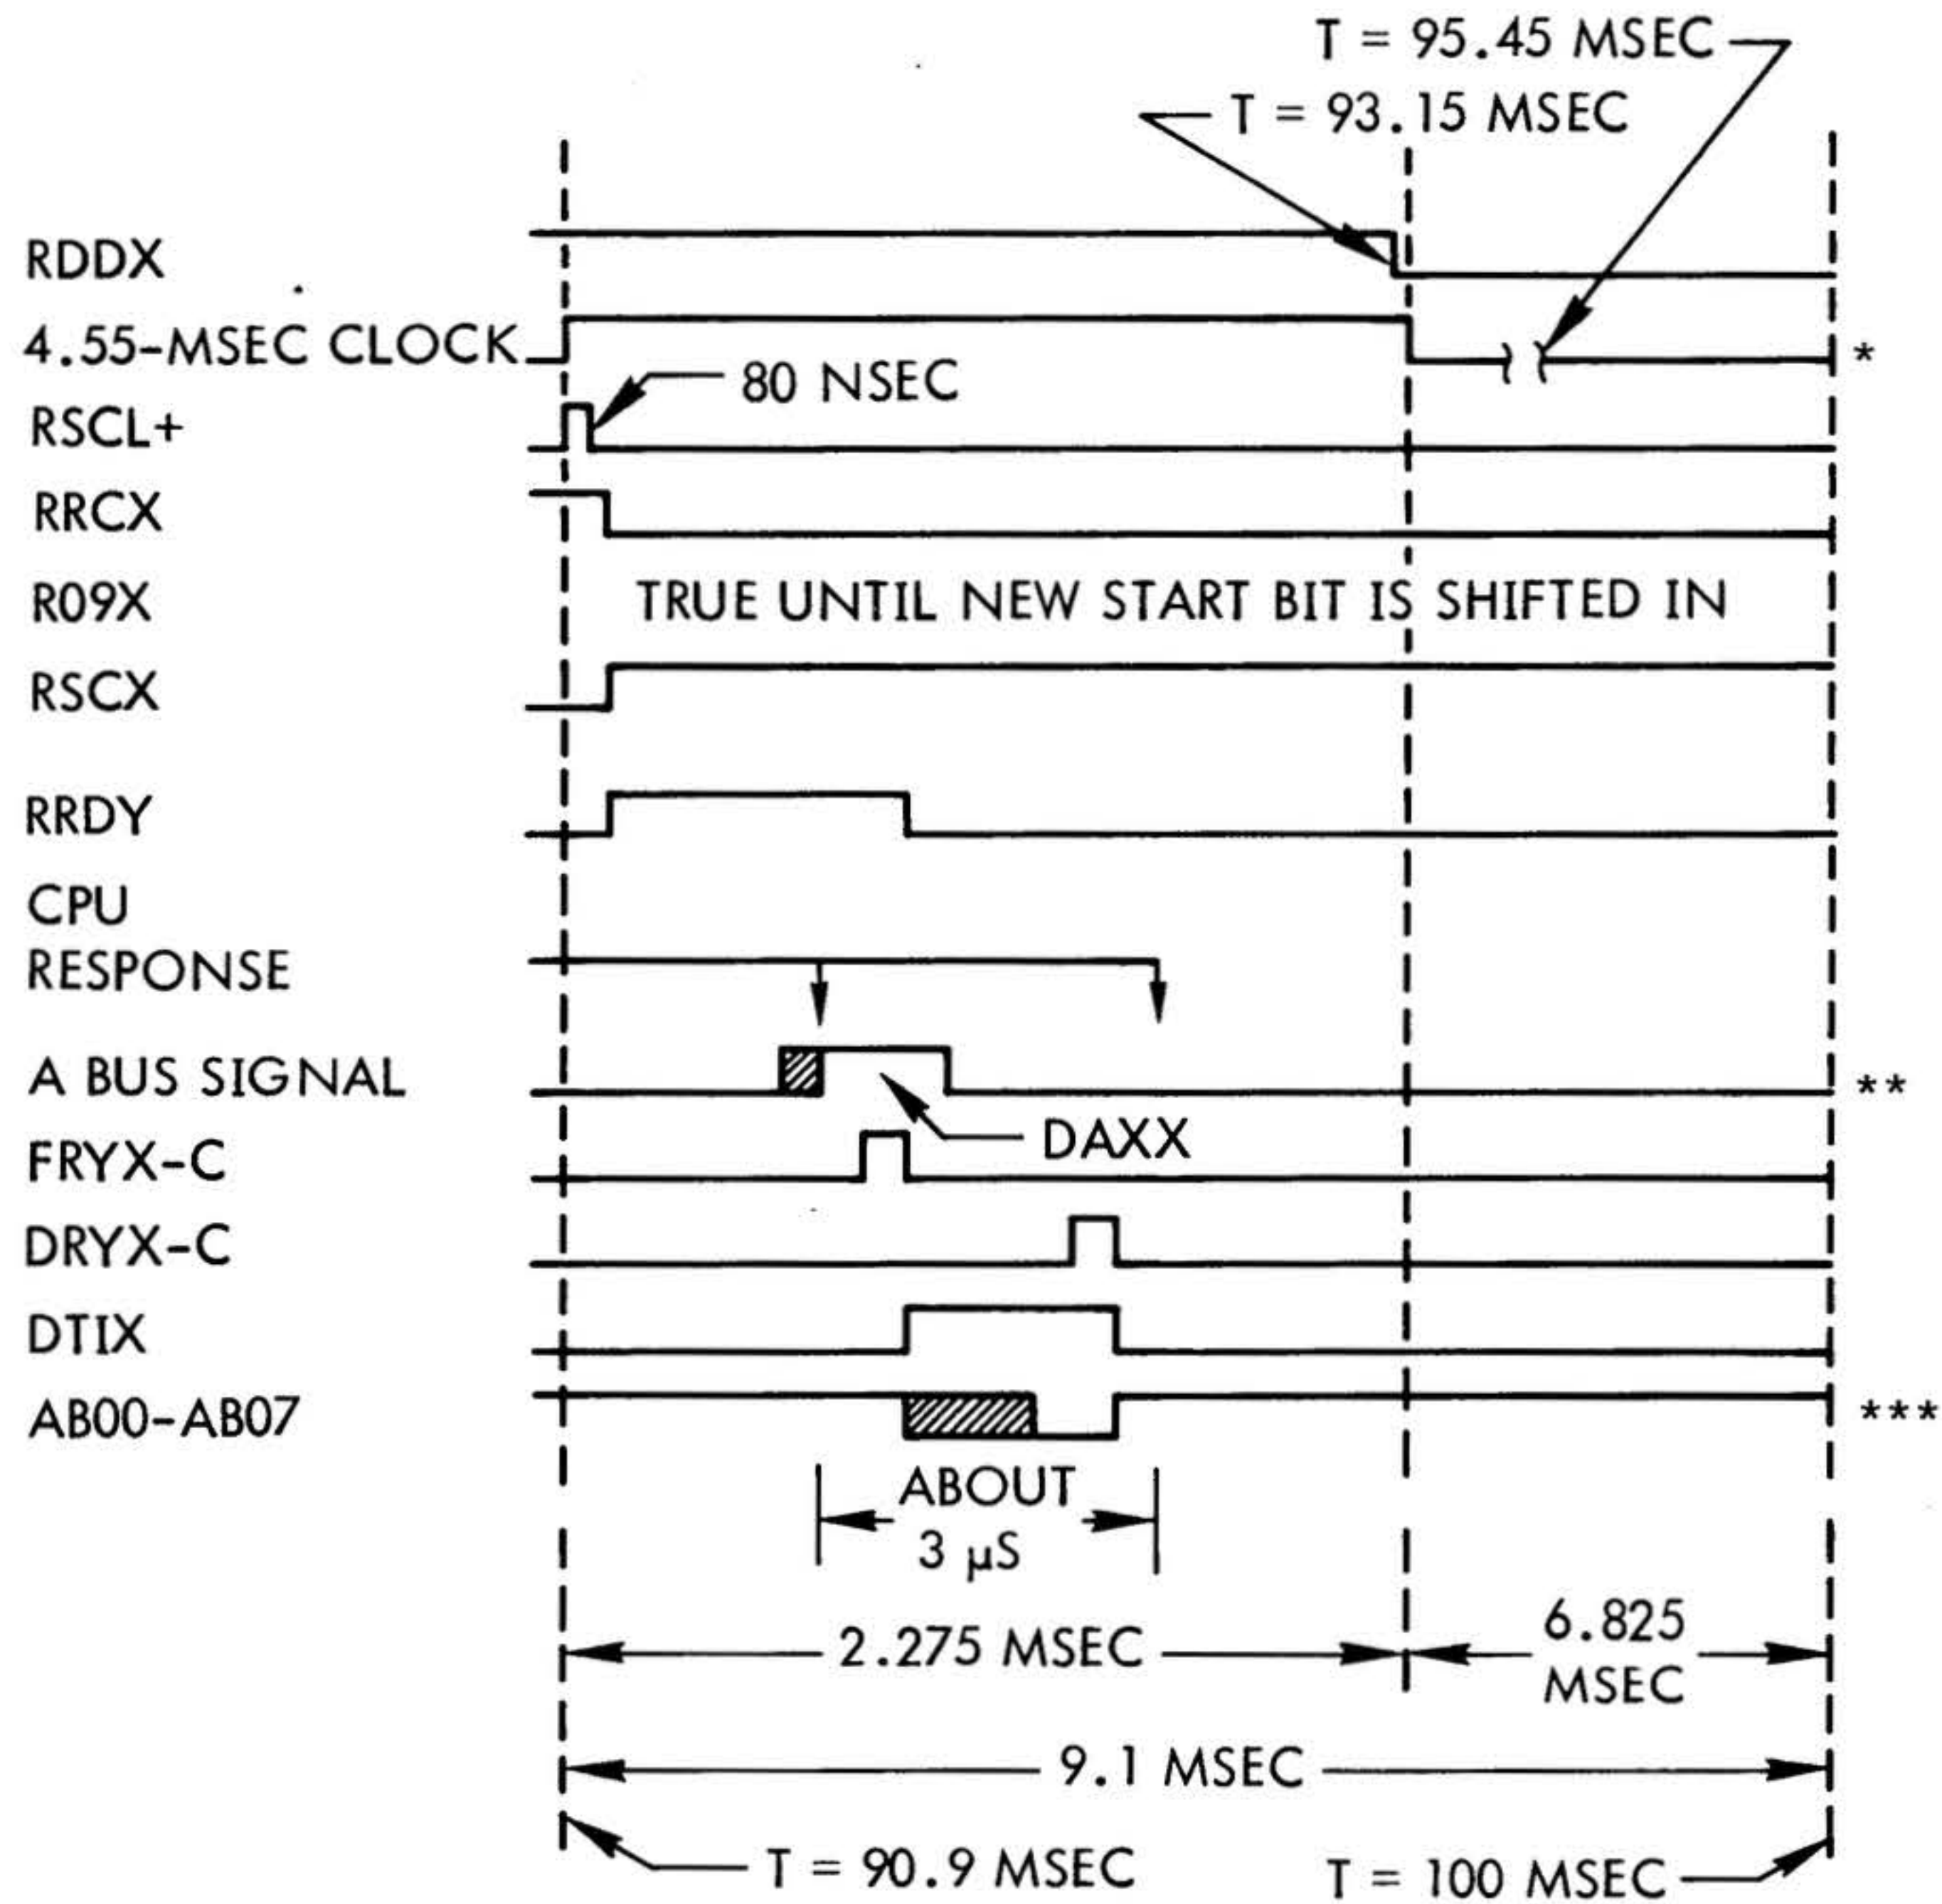 T = 95.45 MSEC
T = 93.15 MSEC
RDDX
4.55-MSEC CLOCK *
80 NSEC
RSCL+
RRCX
R09X TRUE UNTIL NEW START BIT IS SHIFTED IN
RSCX
RRDY
CPU
RESPONSE
A BUS SIGNAL **
DAXX
FRYX-C
DRYX-C
DTIX
AB00-AB07 ***
ABOUT
3 μS
6.825
2.275 MSEC
MSEC
9.1 MSEC
T = 90.9 MSEC
T = 100 MSEC